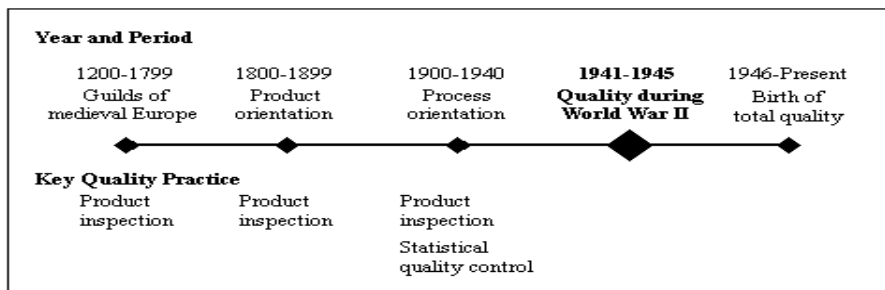 Year and Period
1200-1799 1800-1899 1900-1940 1941-1945 1946-Present
Guilds of Product Process Quality during Birth of
medieval Europe orientation orientation World War II total quality
Key Quality Practice
Product Product Product
inspection inspection inspection
Statistical
quality control